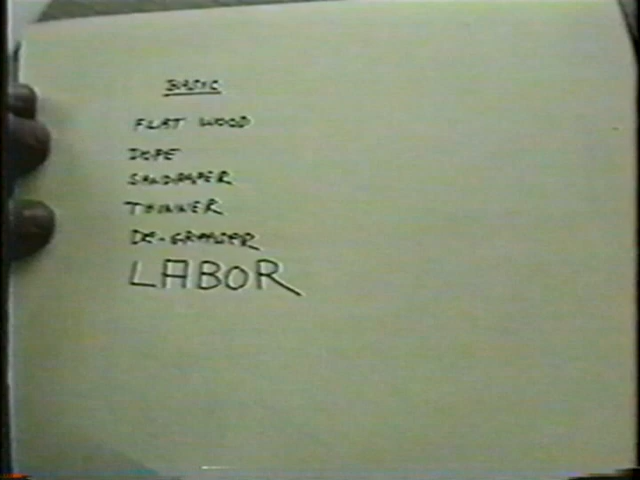 BASIC
FLAT WOOD
DOPE
SANDPAPER
THINNER
DE-GREASER
LABOR